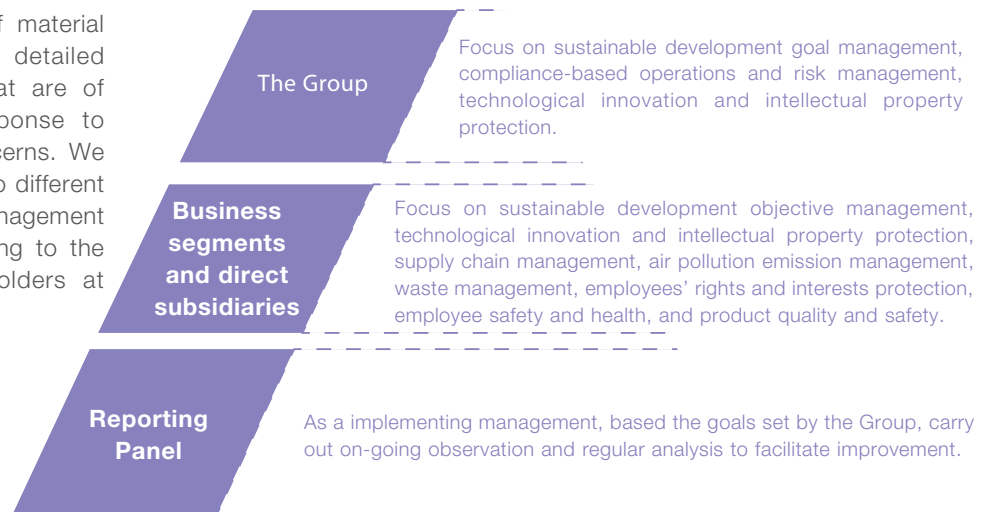 material
detailed
at are of
ponse to
cerns. We
different
nagement
ng to the
olders at
The Group
Focus on sustainable development goal management,
compliance-based operations and risk management,
technological innovation and intellectual property
protection.
Business
segments
and direct
subsidiaries
Focus on sustainable development objective management,
technological innovation and intellectual property protection,
supply chain management, air pollution emission management,
waste management, employees’ rights and interests protection,
employee safety and health, and product quality and safety.
Reporting
Panel
As a implementing management, based the goals set by the Group, carry
out on-going observation and regular analysis to facilitate improvement.